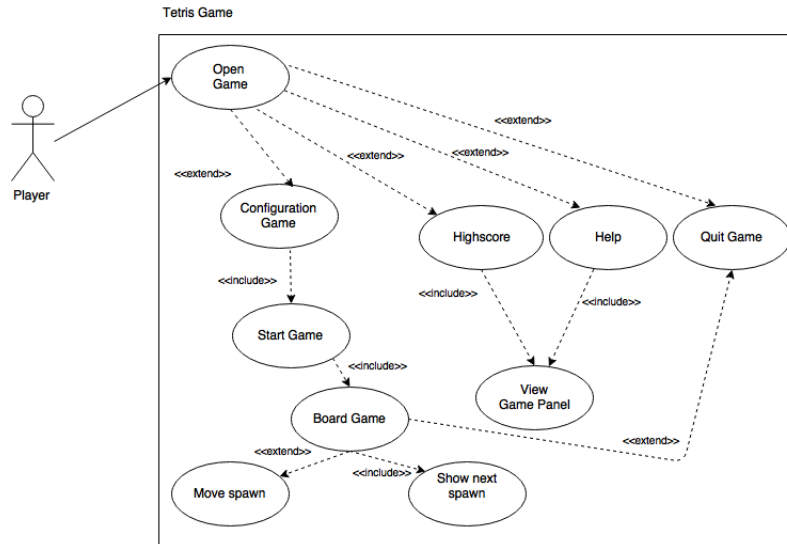 Tetris Game
Open
Game
<<extend>>
<<extend>>
<<extend>>
<<extend>>
Player
Configuration
Game
Highscore
Help
Quit Game
<<include>>
<<include>>
<<include>>
Start Game
<<include>>
View
Game Panel
Board Game
<<extend>>
<<extend>>
<<include>>
Move spawn
Show next
spawn